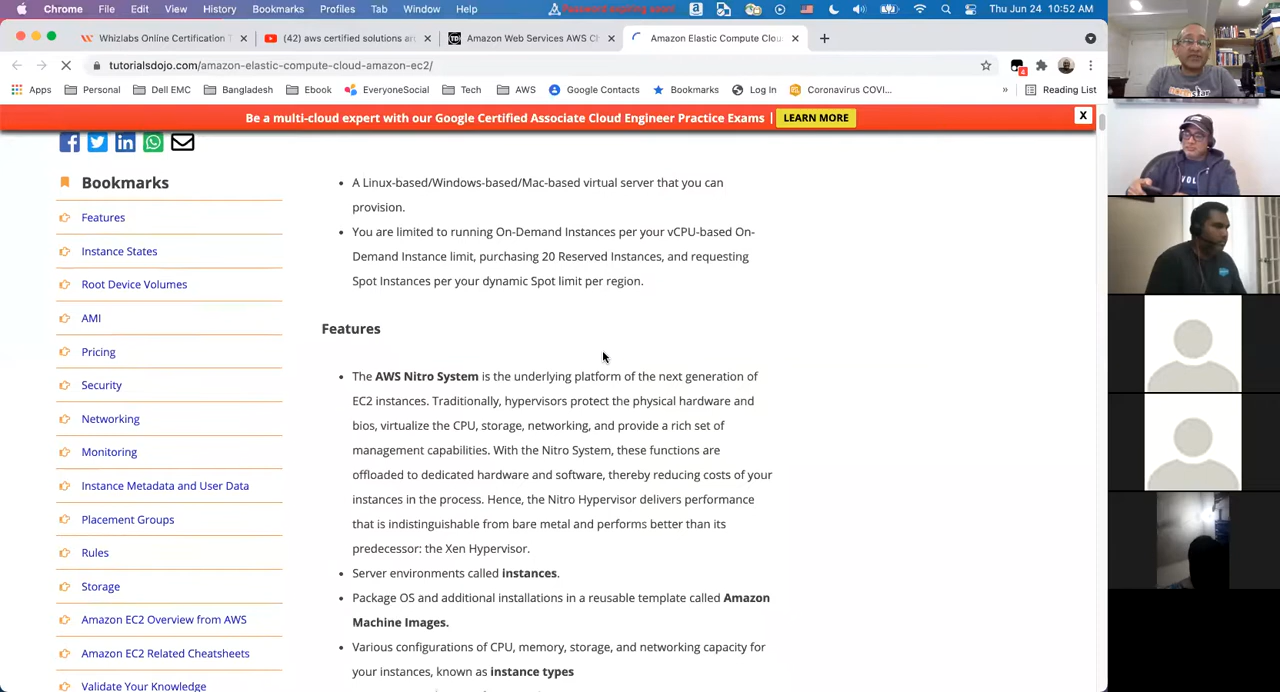 Chrome File Edit View History Bookmarks Profiles Tab Window Help Password expiring soon! Thu Jun 24 10:52 AM
Whizlabs Online Certification T × (42) aws certified solutions arc × Amazon Web Services AWS Ch × Amazon Elastic Compute Clou × +
tutorialsdojo.com/amazon-elastic-compute-cloud-amazon-ec2/
4
Apps Personal Dell EMC Bangladesh Ebook EveryoneSocial Tech AWS Google Contacts Bookmarks Log In Coronavirus COVI... » Reading List
Be a multi-cloud expert with our Google Certified Associate Cloud Engineer Practice Exams | LEARN MORE X
Bookmarks
Features
Instance States
Root Device Volumes
AMI
Pricing
Security
Networking
Monitoring
Instance Metadata and User Data
Placement Groups
Rules
Storage
Amazon EC2 Overview from AWS
Amazon EC2 Related Cheatsheets
Validate Your Knowledge
• A Linux-based/Windows-based/Mac-based virtual server that you can
provision.
• You are limited to running On-Demand Instances per your vCPU-based On-
Demand Instance limit, purchasing 20 Reserved Instances, and requesting
Spot Instances per your dynamic Spot limit per region.
Features
• The AWS Nitro System is the underlying platform of the next generation of
EC2 instances. Traditionally, hypervisors protect the physical hardware and
bios, virtualize the CPU, storage, networking, and provide a rich set of
management capabilities. With the Nitro System, these functions are
offloaded to dedicated hardware and software, thereby reducing costs of your
instances in the process. Hence, the Nitro Hypervisor delivers performance
that is indistinguishable from bare metal and performs better than its
predecessor: the Xen Hypervisor.
• Server environments called instances.
• Package OS and additional installations in a reusable template called Amazon
Machine Images.
• Various configurations of CPU, memory, storage, and networking capacity for
your instances, known as instance types